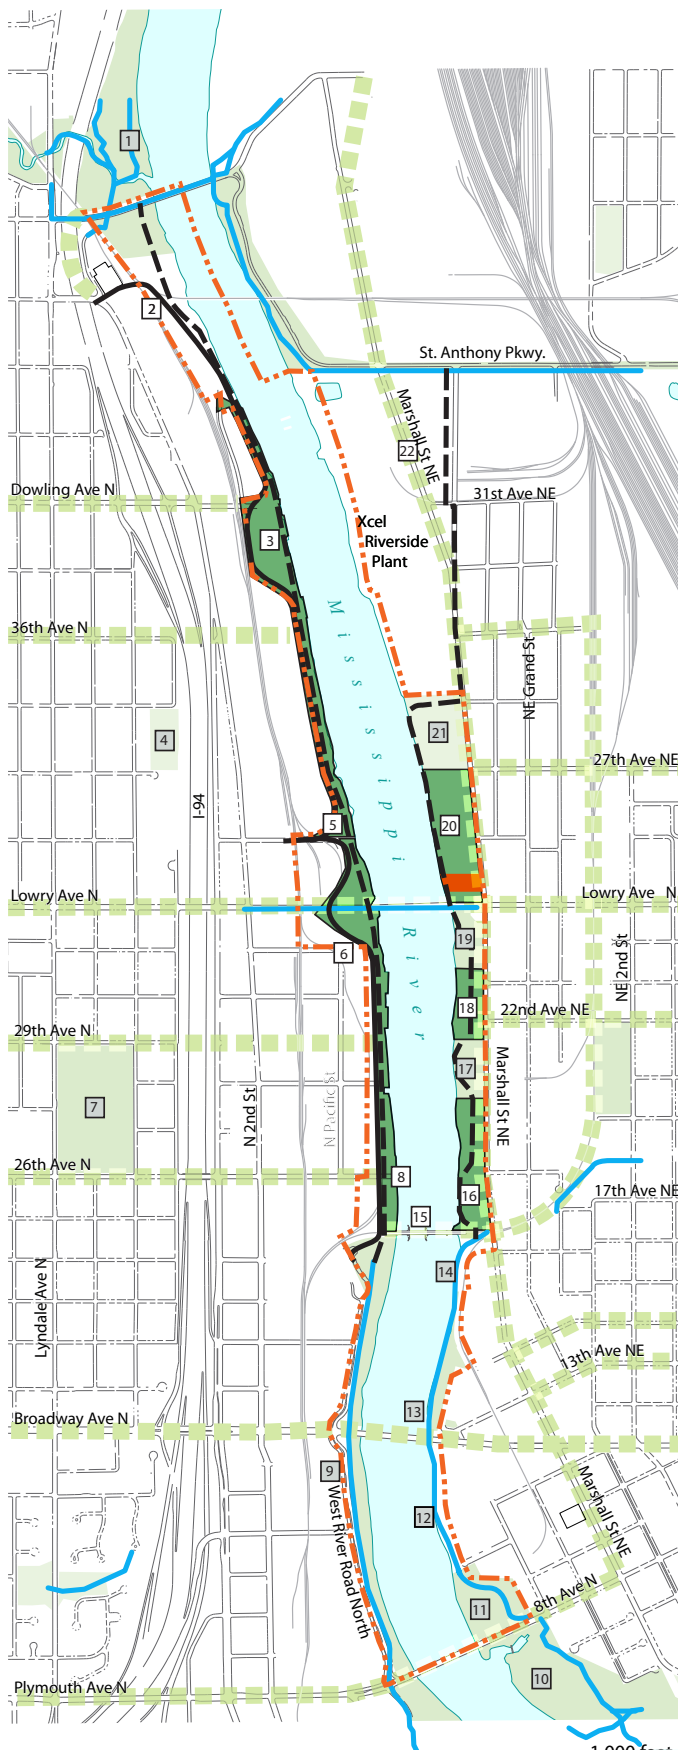 1
2
St. Anthony Pkwy.
Marshall St NE
22
Dowling Ave N
31st Ave NE
Xcel
Riverside
Plant
3
Mississippi
36th Ave N
NE Grand St
4
21
27th Ave NE
I-94
5
20
Lowry Ave N
Lowry Ave N
6
19
River
NE 2nd St
18
22nd Ave NE
29th Ave N
17
Marshall St NE
7
N 2nd St
N Pacific St
26th Ave N
8
16
17th Ave NE
15
14
Lyndale Ave N
13th Ave NE
13
Broadway Ave N
9
West River Road North
12
Marshall St NE
11
8th Ave N
10
Plymouth Ave N
1,000 feet